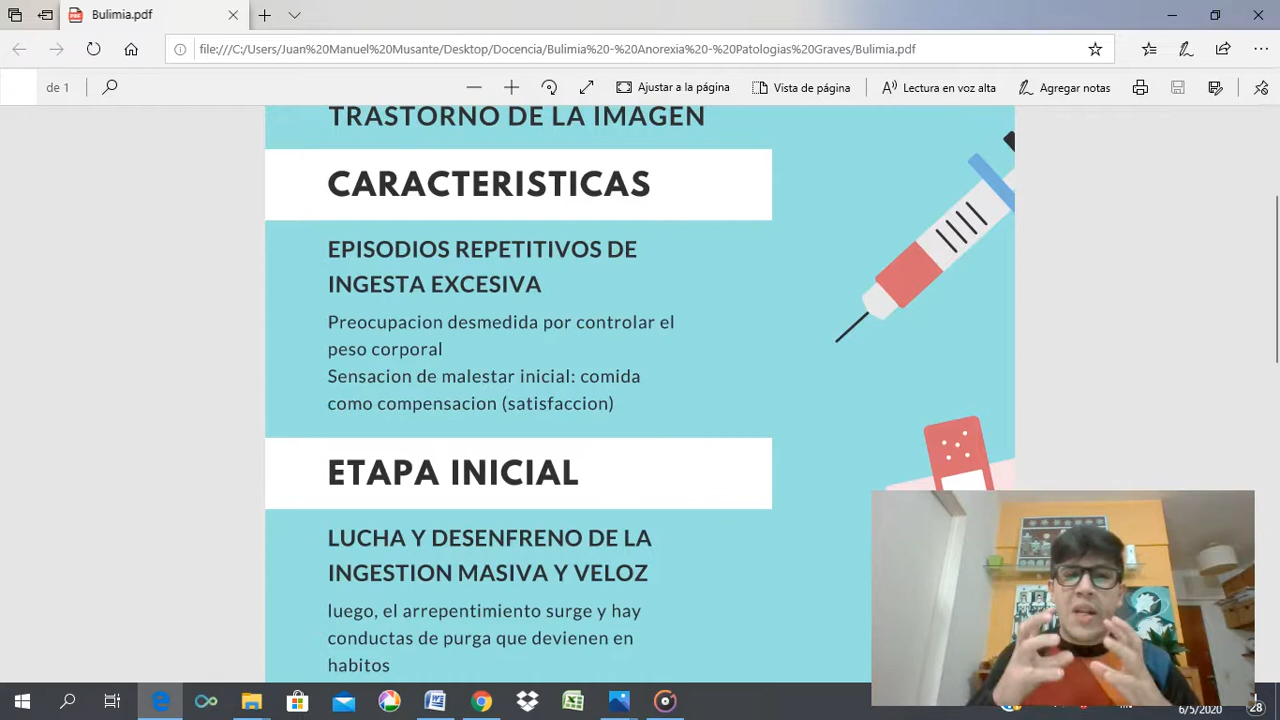 Bulimia.pdf
file:///C:/Users/Juan%20Manuel%20Musante/Desktop/Docencia/Bulimia%20-%20Anorexia%20-%20Patologias%20Graves/Bulimia.pdf
de 1
Ajustar a la página
Vista de página
Lectura en voz alta
Agregar notas
TRASTORNO DE LA IMAGEN
CARACTERISTICAS
EPISODIOS REPETITIVOS DE
INGESTA EXCESIVA
Preocupacion desmedida por controlar el
peso corporal
Sensacion de malestar inicial: comida
como compensacion (satisfaccion)
ETAPA INICIAL
LUCHA Y DESENFRENO DE LA
INGESTION MASIVA Y VELOZ
luego, el arrepentimiento surge y hay
conductas de purga que devienen en
habitos
6/5/2020
28